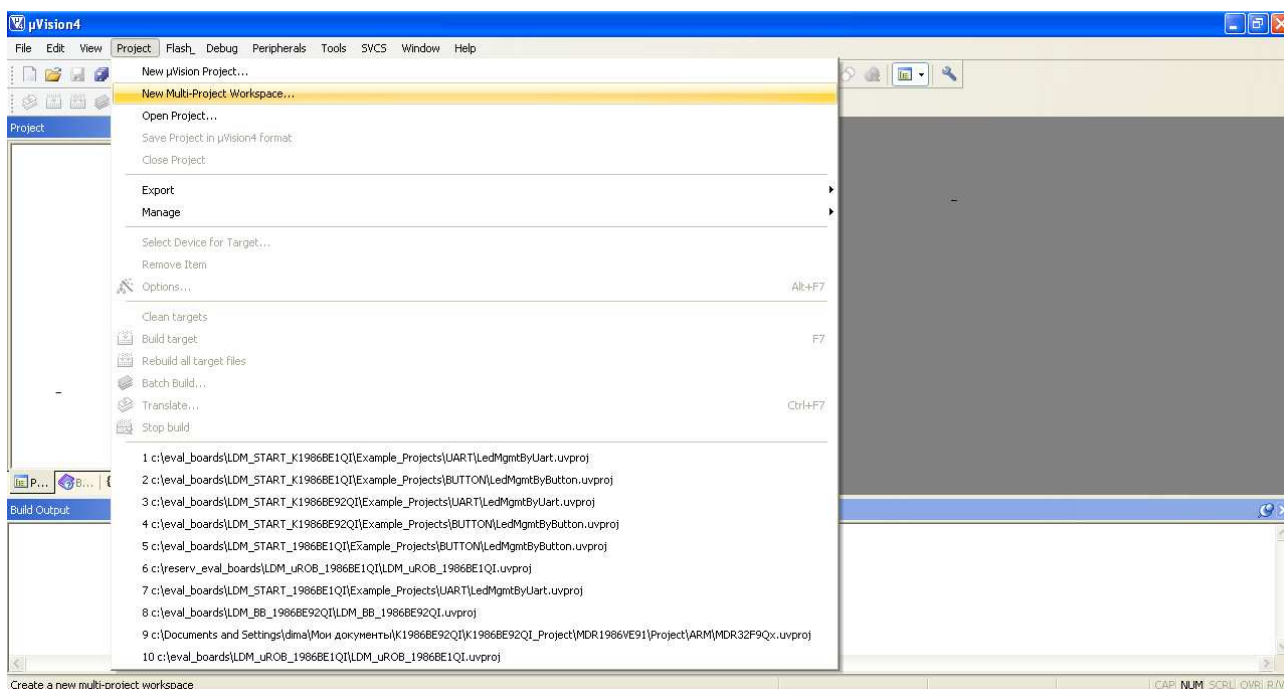 µVision4
File Edit View Project Flash Debug Peripherals Tools SVCS Window Help
New µVision Project...
New Multi-Project Workspace...
Project
Open Project...
Save Project in µVision4 format
Close Project
Export
Manage
Select Device for Target...
Remove Item
Options... Alt+F7
Clean targets
Build target F7
Rebuild all target files
Batch Build...
Translate... Ctrl+F7
Stop build
1 c:\eval_boards\LDM_START_K1986BE1QI\Example_Projects\UART\LedMgmtByUart.uvproj
2 c:\eval_boards\LDM_START_K1986BE1QI\Example_Projects\BUTTON\LedMgmtByButton.uvproj
P... B... {
3 c:\eval_boards\LDM_START_K1986BE92QI\Example_Projects\UART\LedMgmtByUart.uvproj
Build Output
4 c:\eval_boards\LDM_START_K1986BE92QI\Example_Projects\BUTTON\LedMgmtByButton.uvproj
5 c:\eval_boards\LDM_START_1986BE1QI\Example_Projects\BUTTON\LedMgmtByButton.uvproj
6 c:\reserv_eval_boards\LDM_uROB_1986BE1QI\LDM_uROB_1986BE1QI.uvproj
7 c:\eval_boards\LDM_START_1986BE1QI\Example_Projects\UART\LedMgmtByUart.uvproj
8 c:\eval_boards\LDM_BB_1986BE92QI\LDM_BB_1986BE92QI.uvproj
9 c:\Documents and Settings\dima\Мои документы\K1986BE92QI\K1986BE92QI_Project\MDR1986VE91\Project\ARM\MDR32F9Qx.uvproj
10 c:\eval_boards\LDM_uROB_1986BE1QI\LDM_uROB_1986BE1QI.uvproj
Create a new multi-project workspace CAP NUM SCRL OVR R/W